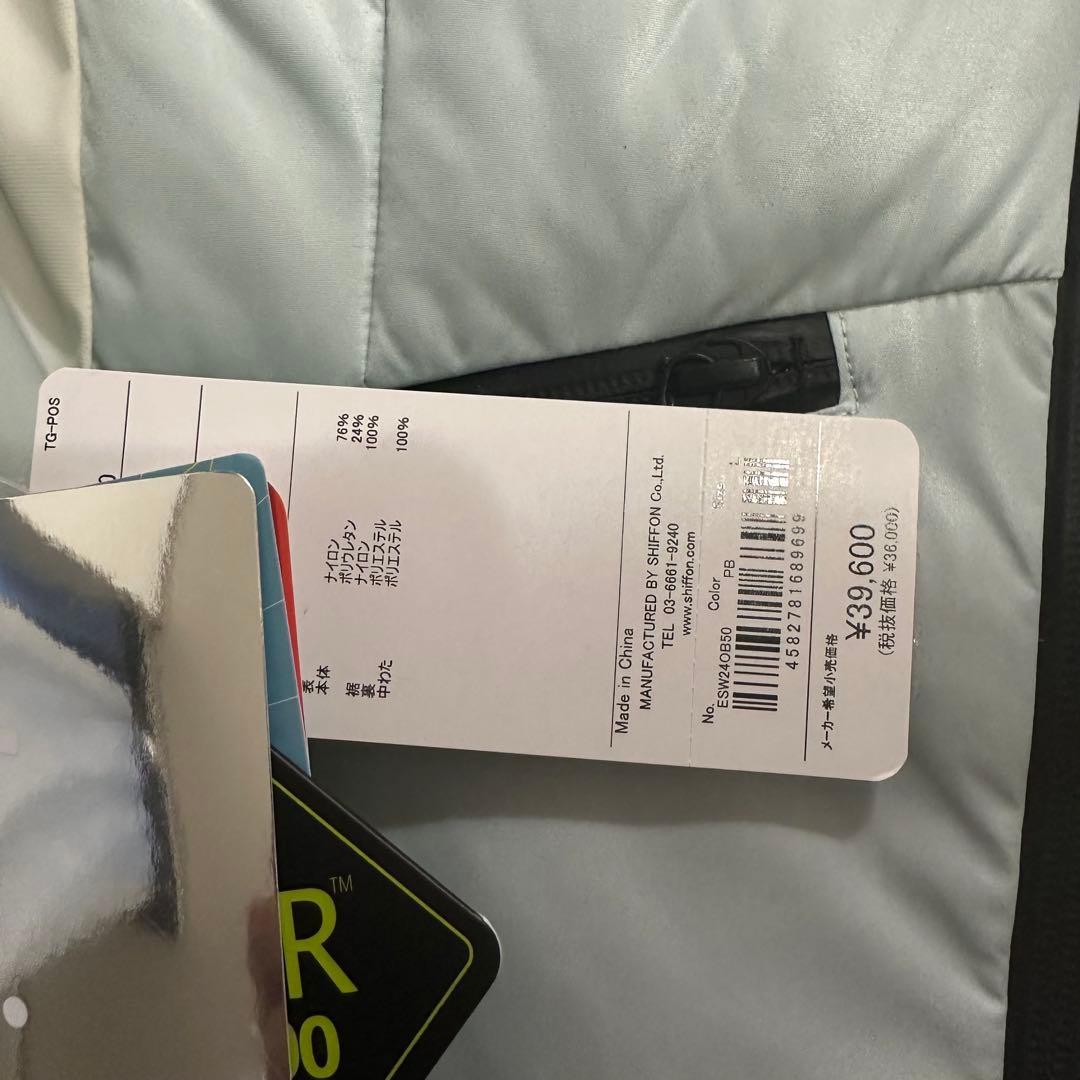 TG-POS
表
本体 ナイロン 76%
ポリウレタン 24%
裾 ナイロン 100%
裏 ポリエステル
中わた ポリエステル 100%
Made in China
MANUFACTURED BY SHIFFON Co.,Ltd.
TEL 03-6661-9240
www.shiffon.com
No. Color Size
ESW24OB50 PB L
4582781689699
メーカー希望小売価格
¥39,600
(税抜価格 ¥36,000)
R™
00